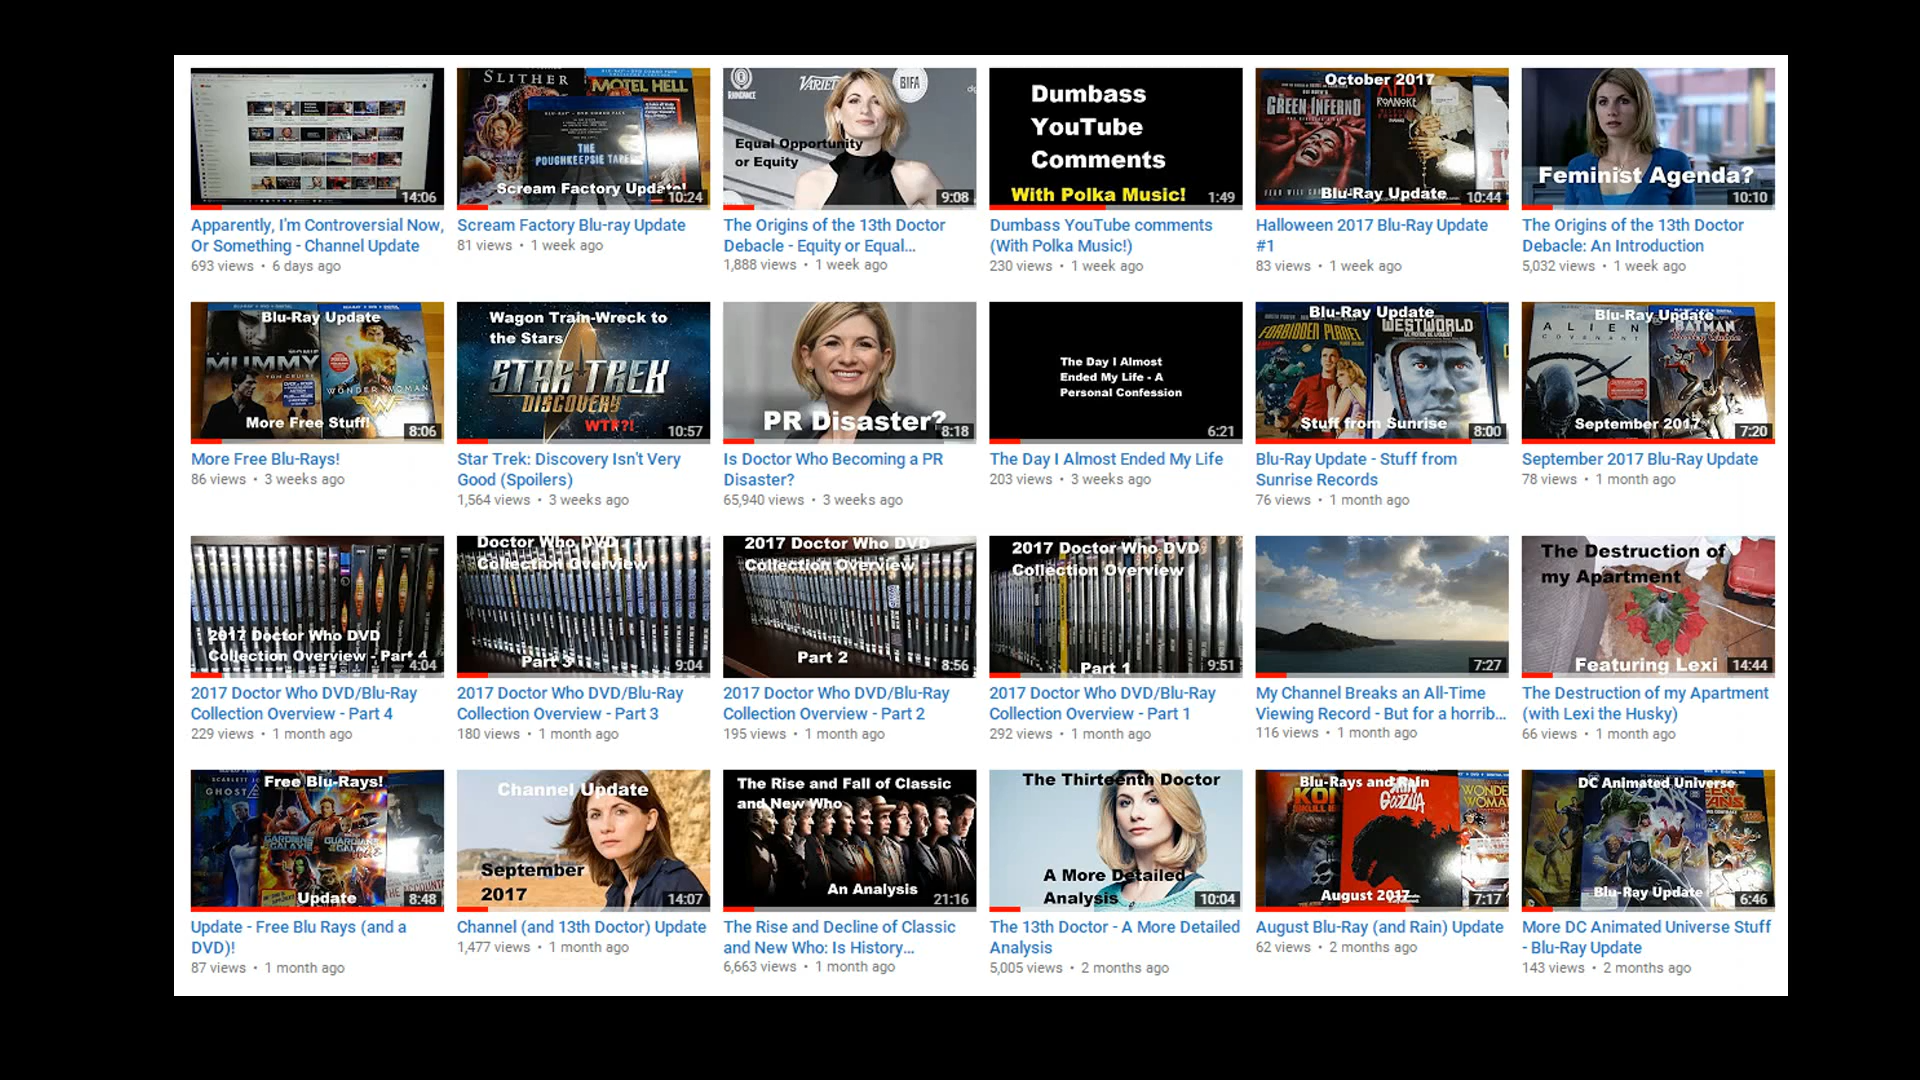 SLITHER
BLU-RAY + DVD COMBO PACK
MOTEL HELL
BLU-RAY + DVD COMBO PACK
THE
POUGHKEEPSIE TAPES
Scream Factory Update!
RAINDANCE
VARIETY
BIFA
Equal Opportunity
or Equity
Dumbass
YouTube
Comments
With Polka Music!
October 2017
GREEN INFERNO
ROANOKE
FEAR WILL
Blu-Ray Update
Feminist Agenda?
14:06
10:24
9:08
1:49
10:44
10:10
Apparently, I'm Controversial Now,
Or Something - Channel Update
693 views • 6 days ago
Scream Factory Blu-ray Update
81 views • 1 week ago
The Origins of the 13th Doctor
Debacle - Equity or Equal...
1,888 views • 1 week ago
Dumbass YouTube comments
(With Polka Music!)
230 views • 1 week ago
Halloween 2017 Blu-Ray Update
#1
83 views • 1 week ago
The Origins of the 13th Doctor
Debacle: An Introduction
5,032 views • 1 week ago
Blu-Ray Update
MUMMY
TOM CRUISE
WONDER WOMAN
More Free Stuff!
8:06
Wagon Train-Wreck to
the Stars
STAR TREK
DISCOVERY
WTF?!
10:57
PR Disaster?
8:18
The Day I Almost
Ended My Life - A
Personal Confession
6:21
Blu-Ray Update
FORBIDDEN PLANET
WESTWORLD
Stuff from Sunrise
8:00
Blu-Ray Update
ALIEN
COVENANT
BATMAN
September 2017
7:20
More Free Blu-Rays!
86 views • 3 weeks ago
Star Trek: Discovery Isn't Very
Good (Spoilers)
1,564 views • 3 weeks ago
Is Doctor Who Becoming a PR
Disaster?
65,940 views • 3 weeks ago
The Day I Almost Ended My Life
203 views • 3 weeks ago
Blu-Ray Update - Stuff from
Sunrise Records
76 views • 1 month ago
September 2017 Blu-Ray Update
78 views • 1 month ago
2017 Doctor Who DVD
Collection Overview - Part 4
4:04
Doctor Who DVD
Collection Overview
Part 3
9:04
2017 Doctor Who DVD
Collection Overview
Part 2
8:56
2017 Doctor Who DVD
Collection Overview
Part 1
9:51
7:27
The Destruction of
my Apartment
Featuring Lexi
14:44
2017 Doctor Who DVD/Blu-Ray
Collection Overview - Part 4
229 views • 1 month ago
2017 Doctor Who DVD/Blu-Ray
Collection Overview - Part 3
180 views • 1 month ago
2017 Doctor Who DVD/Blu-Ray
Collection Overview - Part 2
195 views • 1 month ago
2017 Doctor Who DVD/Blu-Ray
Collection Overview - Part 1
292 views • 1 month ago
My Channel Breaks an All-Time
Viewing Record - But for a horrib...
116 views • 1 month ago
The Destruction of my Apartment
(with Lexi the Husky)
66 views • 1 month ago
Free Blu-Rays!
GHOST
GUARDIANS
GALAXY
Update
8:48
Channel Update
September
2017
14:07
The Rise and Fall of Classic
and New Who
An Analysis
21:16
The Thirteenth Doctor
A More Detailed
Analysis
10:04
Blu-Rays and Rain
GODZILLA
August 2017
7:17
DC Animated Universe
Blu-Ray Update
6:46
Update - Free Blu Rays (and a
DVD)!
87 views • 1 month ago
Channel (and 13th Doctor) Update
1,477 views • 1 month ago
The Rise and Decline of Classic
and New Who: Is History...
6,663 views • 1 month ago
The 13th Doctor - A More Detailed
Analysis
5,005 views • 2 months ago
August Blu-Ray (and Rain) Update
62 views • 2 months ago
More DC Animated Universe Stuff
- Blu-Ray Update
143 views • 2 months ago